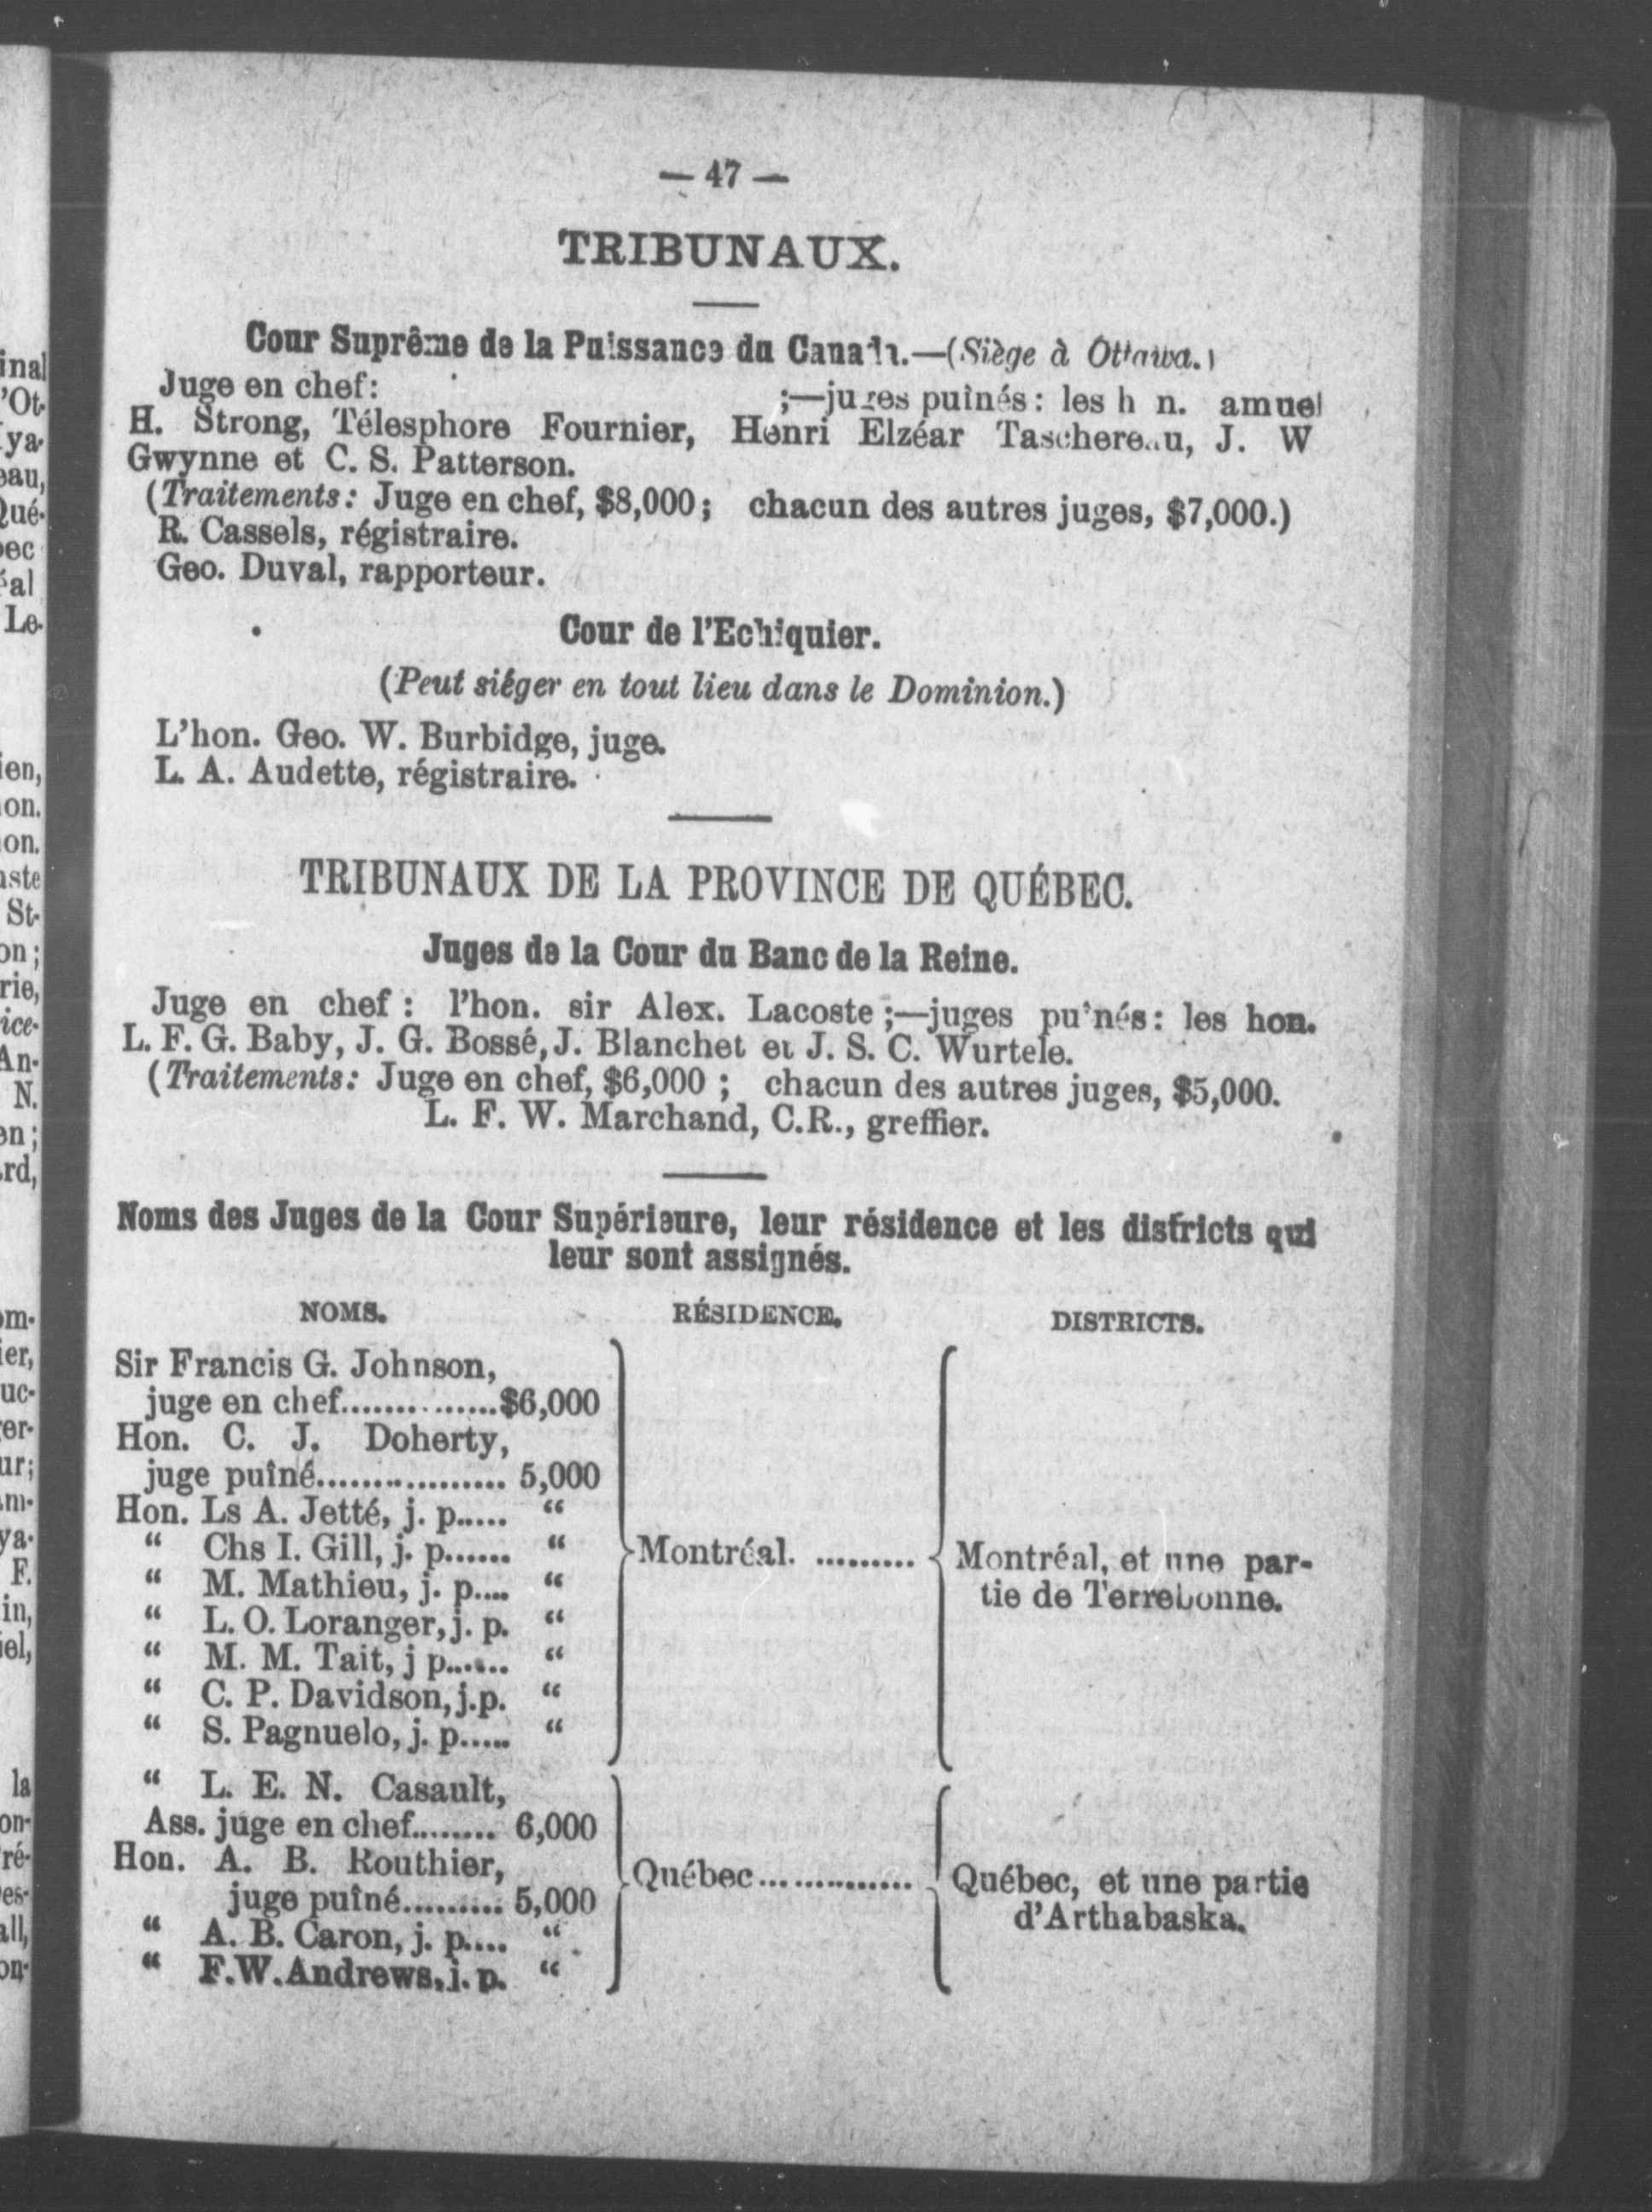 — 47 —
TRIBUNAUX.
Cour Suprême de la Puissance du Canada.—(Siège à Ottawa.)
Juge en chef: ;—juges puînés: les h n. amuel
H. Strong, Télesphore Fournier, Henri Elzéar Taschereau, J. W
Gwynne et C. S. Patterson.
(Traitements: Juge en chef, $8,000; chacun des autres juges, $7,000.)
R. Cassels, régistraire.
Geo. Duval, rapporteur.
Cour de l'Echiquier.
(Peut siéger en tout lieu dans le Dominion.)
L'hon. Geo. W. Burbidge, juge.
L. A. Audette, régistraire.
TRIBUNAUX DE LA PROVINCE DE QUÉBEC.
Juges de la Cour du Banc de la Reine.
Juge en chef : l'hon. sir Alex. Lacoste ;—juges puînés: les hon.
L. F. G. Baby, J. G. Bossé, J. Blanchet et J. S. C. Wurtele.
(Traitements: Juge en chef, $6,000 ; chacun des autres juges, $5,000.
L. F. W. Marchand, C.R., greffier.
Noms des Juges de la Cour Supérieure, leur résidence et les districts qui
leur sont assignés.
NOMS. RÉSIDENCE. DISTRICTS.
Sir Francis G. Johnson,
juge en chef..............$6,000
Hon. C. J. Doherty,
juge puîné................. 5,000
Hon. Ls A. Jetté, j. p..... “
“ Chs I. Gill, j. p...... “
Montréal. .......... Montréal, et une par-
“ M. Mathieu, j. p.... “
tie de Terrebonne.
“ L. O. Loranger, j. p. “
“ M. M. Tait, j p...... “
“ C. P. Davidson, j.p. “
“ S. Pagnuelo, j. p..... “
“ L. E. N. Casault,
Ass. juge en chef........ 6,000
Hon. A. B. Routhier,
Québec.............. Québec, et une partie
juge puîné......... 5,000
d'Arthabaska.
“ A. B. Caron, j. p.... “
“ F.W.Andrews, j. p. “